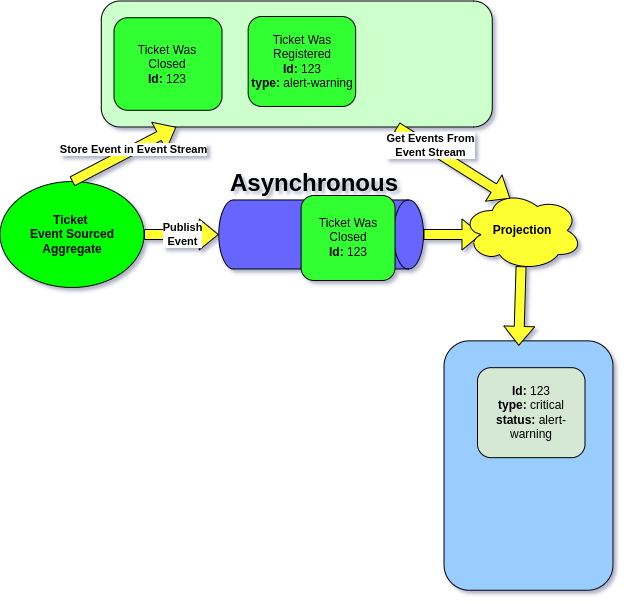 Ticket Was
Closed
Id: 123
Ticket Was
Registered
Id: 123
type: alert-warning
Store Event in Event Stream
Get Events From
Event Stream
Asynchronous
Ticket
Event Sourced
Aggregate
Publish
Event
Ticket Was
Closed
Id: 123
Projection
Id: 123
type: critical
status: alert-
warning